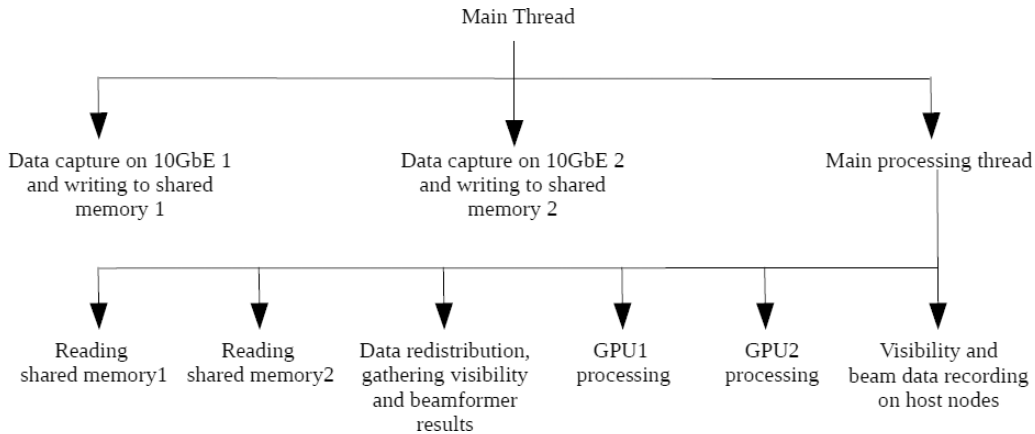 Main Thread
Data capture on 10GbE 1
and writing to shared
memory 1
Data capture on 10GbE 2
and writing to shared
memory 2
Main processing thread
Reading
shared memory1
Reading
shared memory2
Data redistribution,
gathering visibility
and beamformer
results
GPU1
processing
GPU2
processing
Visibility and
beam data recording
on host nodes